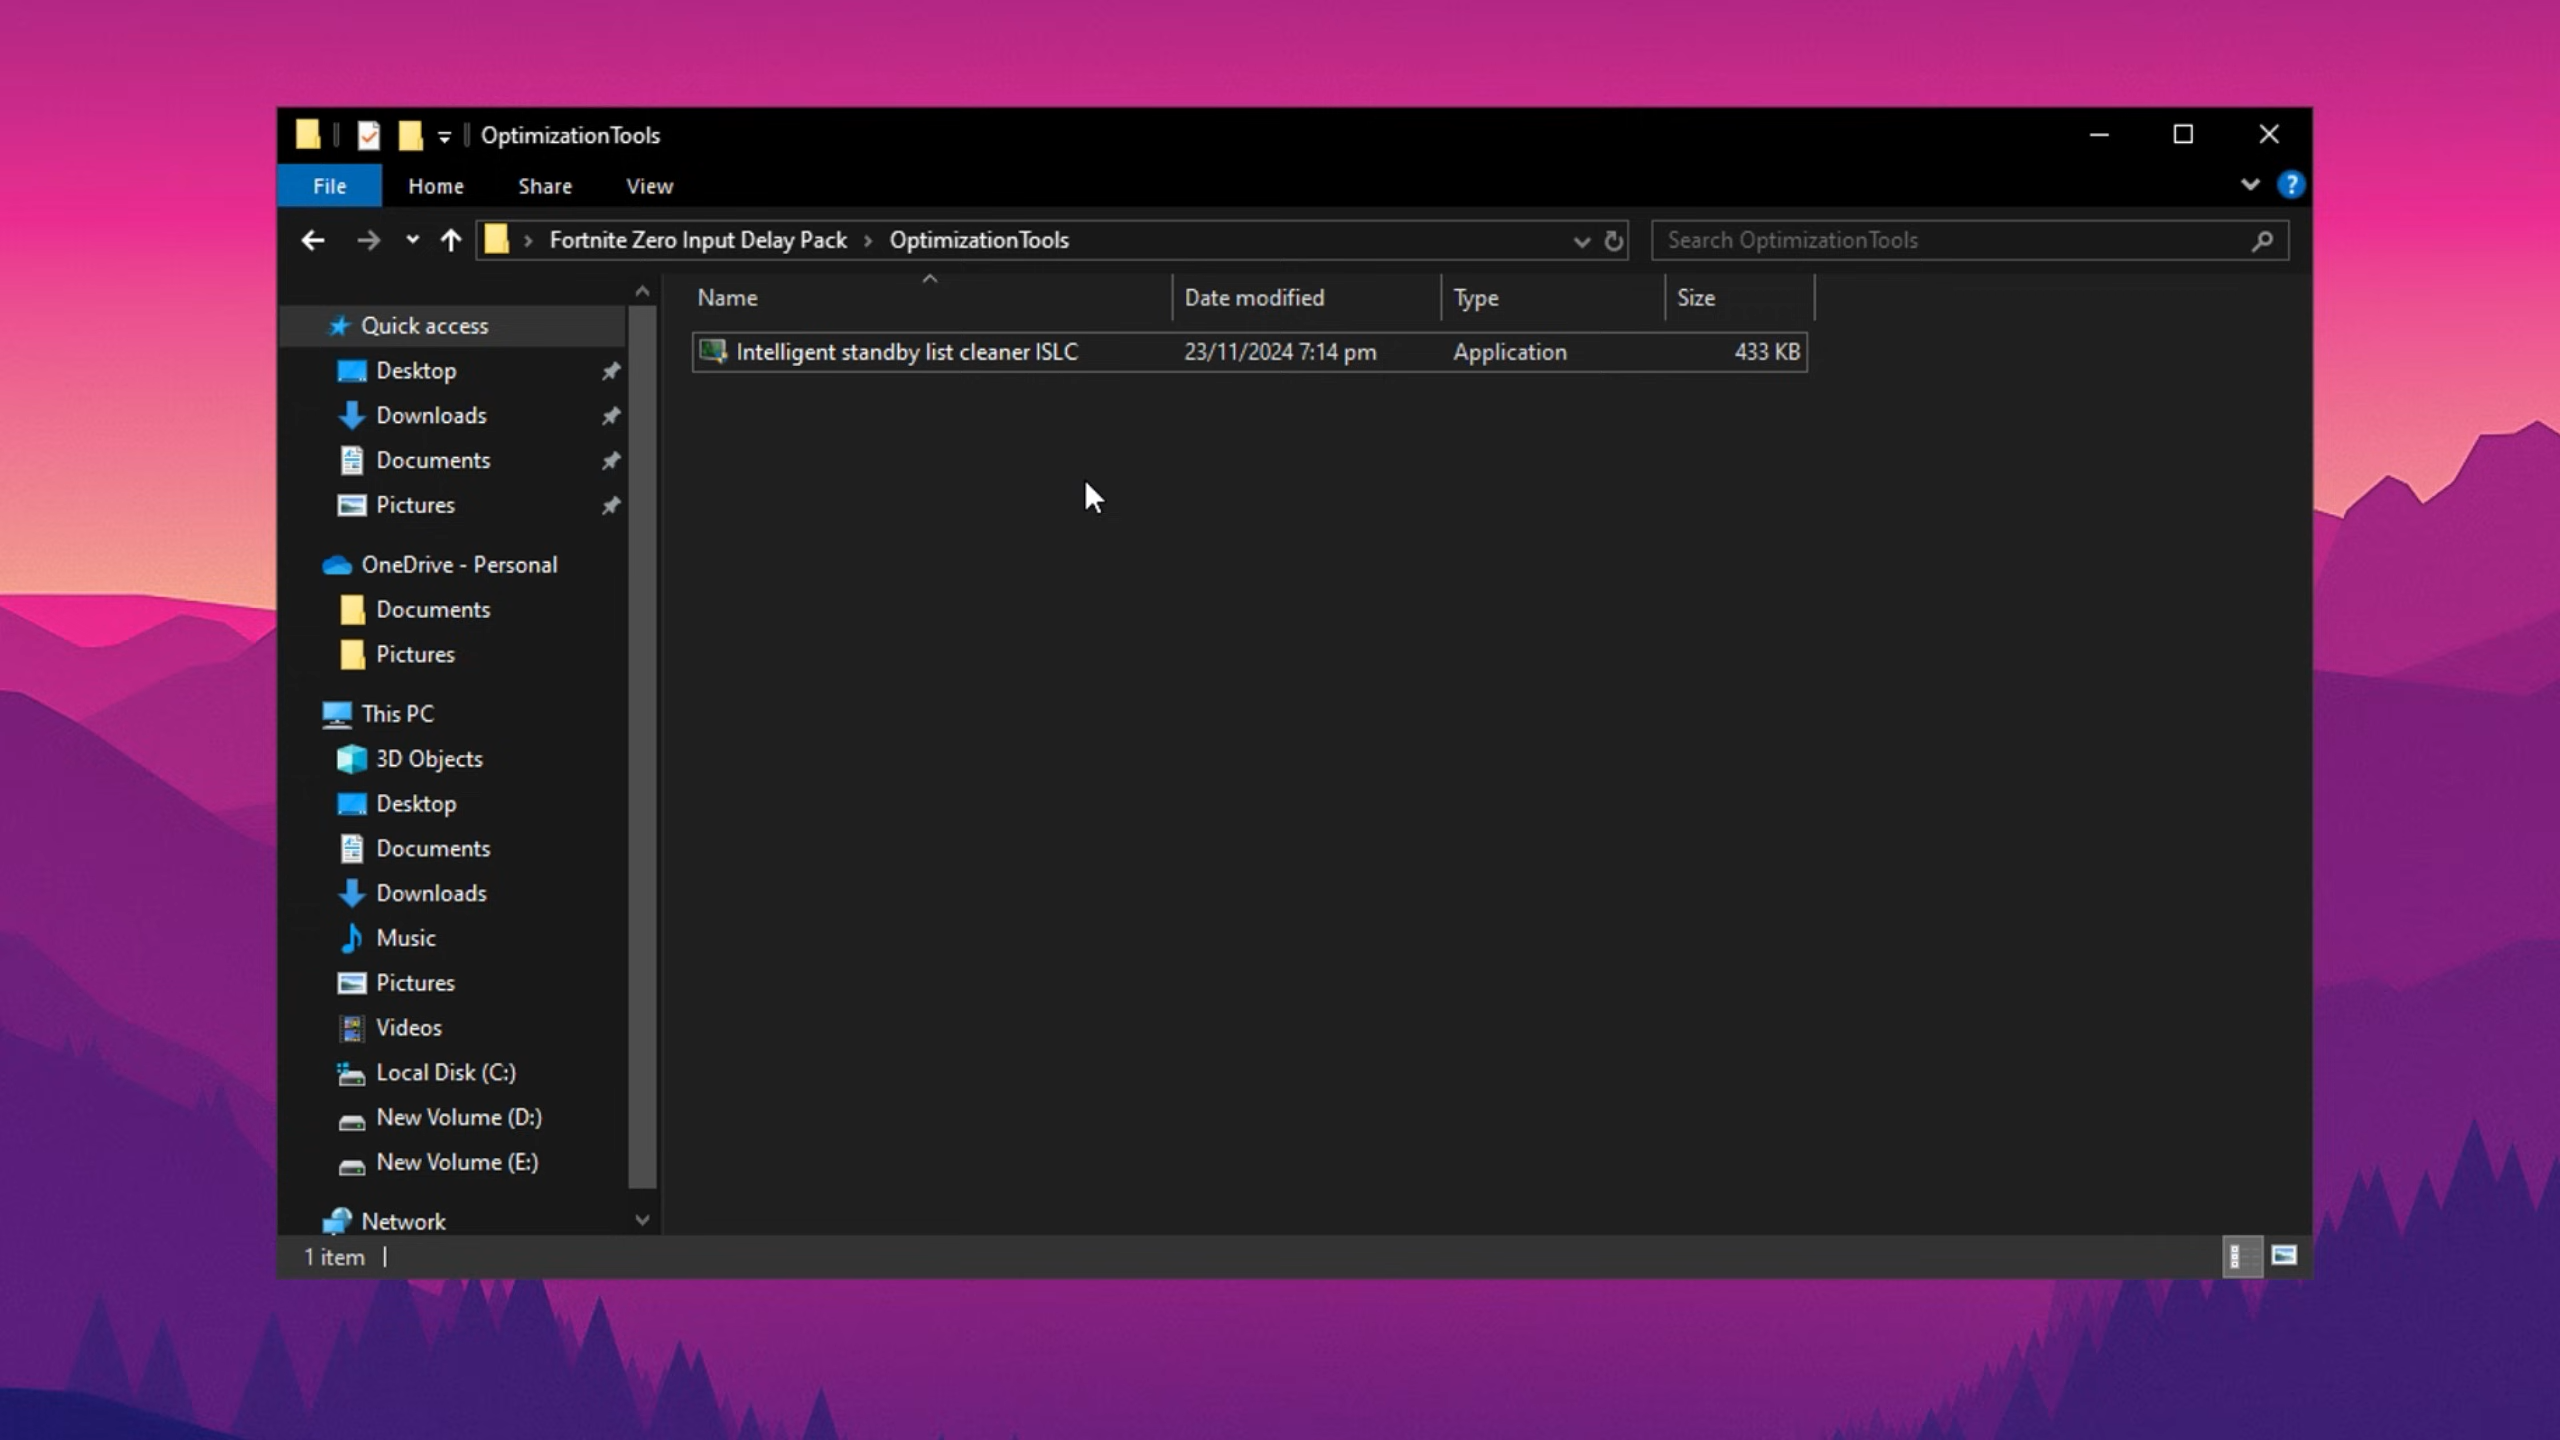 OptimizationTools
File Home Share View
Fortnite Zero Input Delay Pack OptimizationTools
Search OptimizationTools
Name Date modified Type Size
Intelligent standby list cleaner ISLC 23/11/2024 7:14 pm Application 433 KB
Quick access
Desktop
Downloads
Documents
Pictures
OneDrive - Personal
Documents
Pictures
This PC
3D Objects
Desktop
Documents
Downloads
Music
Pictures
Videos
Local Disk (C:)
New Volume (D:)
New Volume (E:)
Network
1 item